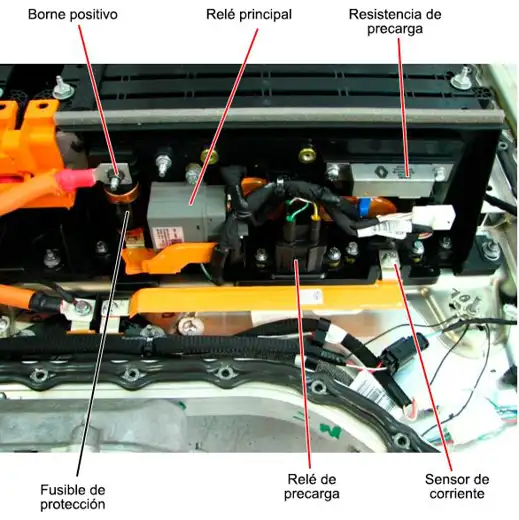 Borne positivo
Relé principal
Resistencia de
precarga
Fusible de
protección
Relé de
precarga
Sensor de
corriente